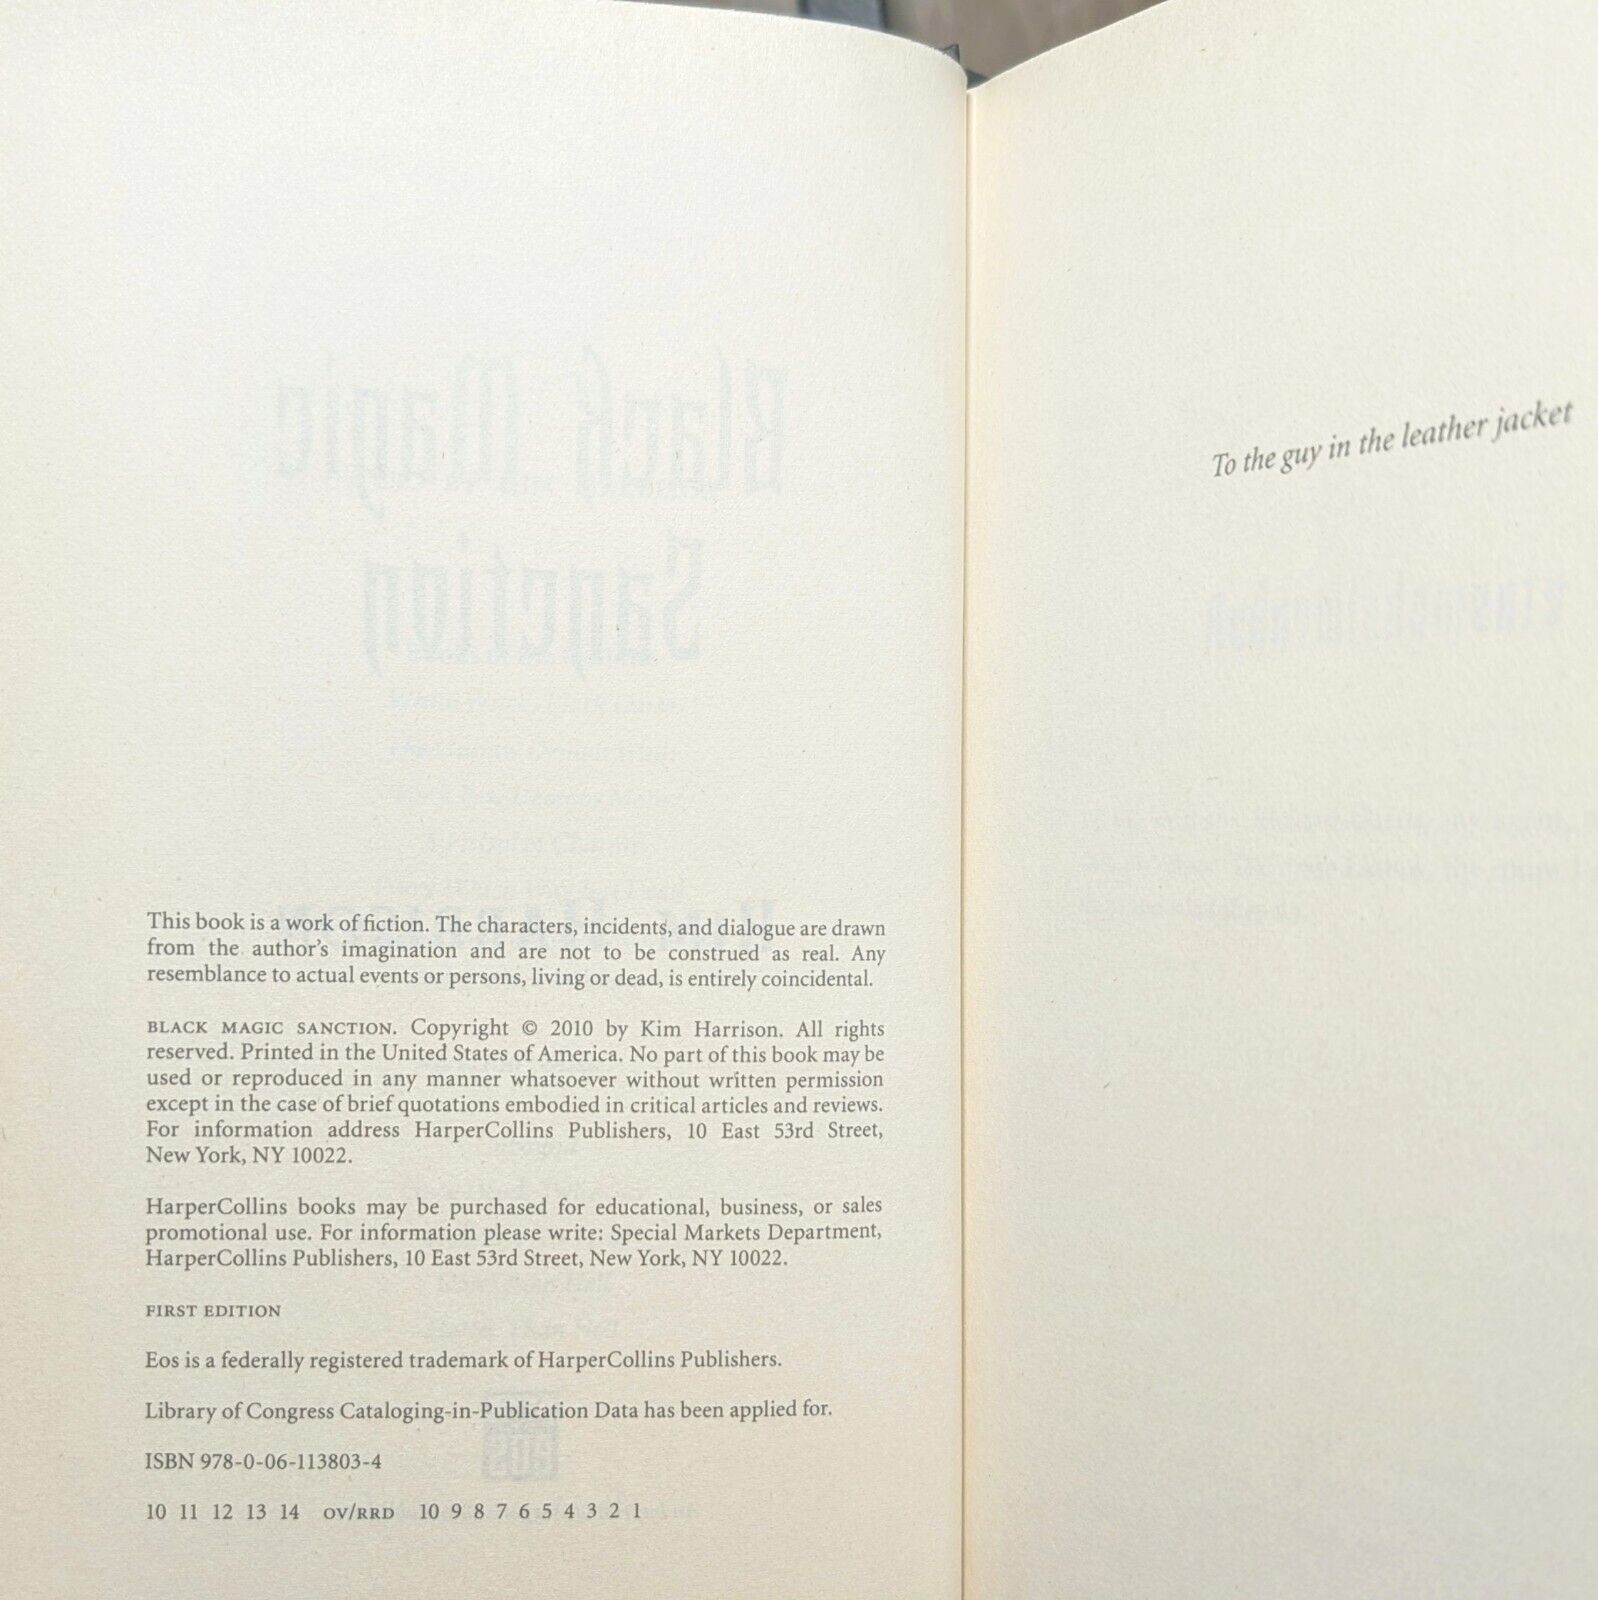 This book is a work of fiction. The characters, incidents, and dialogue are drawn
from the author's imagination and are not to be construed as real. Any
resemblance to actual events or persons, living or dead, is entirely coincidental.
BLACK MAGIC SANCTION. Copyright © 2010 by Kim Harrison. All rights
reserved. Printed in the United States of America. No part of this book may be
used or reproduced in any manner whatsoever without written permission
except in the case of brief quotations embodied in critical articles and reviews.
For information address HarperCollins Publishers, 10 East 53rd Street,
New York, NY 10022.
HarperCollins books may be purchased for educational, business, or sales
promotional use. For information please write: Special Markets Department,
HarperCollins Publishers, 10 East 53rd Street, New York, NY 10022.
FIRST EDITION
Eos is a federally registered trademark of HarperCollins Publishers.
Library of Congress Cataloging-in-Publication Data has been applied for.
ISBN 978-0-06-113803-4
10 11 12 13 14 OV/RRD 10 9 8 7 6 5 4 3 2 1
To the guy in the leather jacket
Black Magic
Sanction